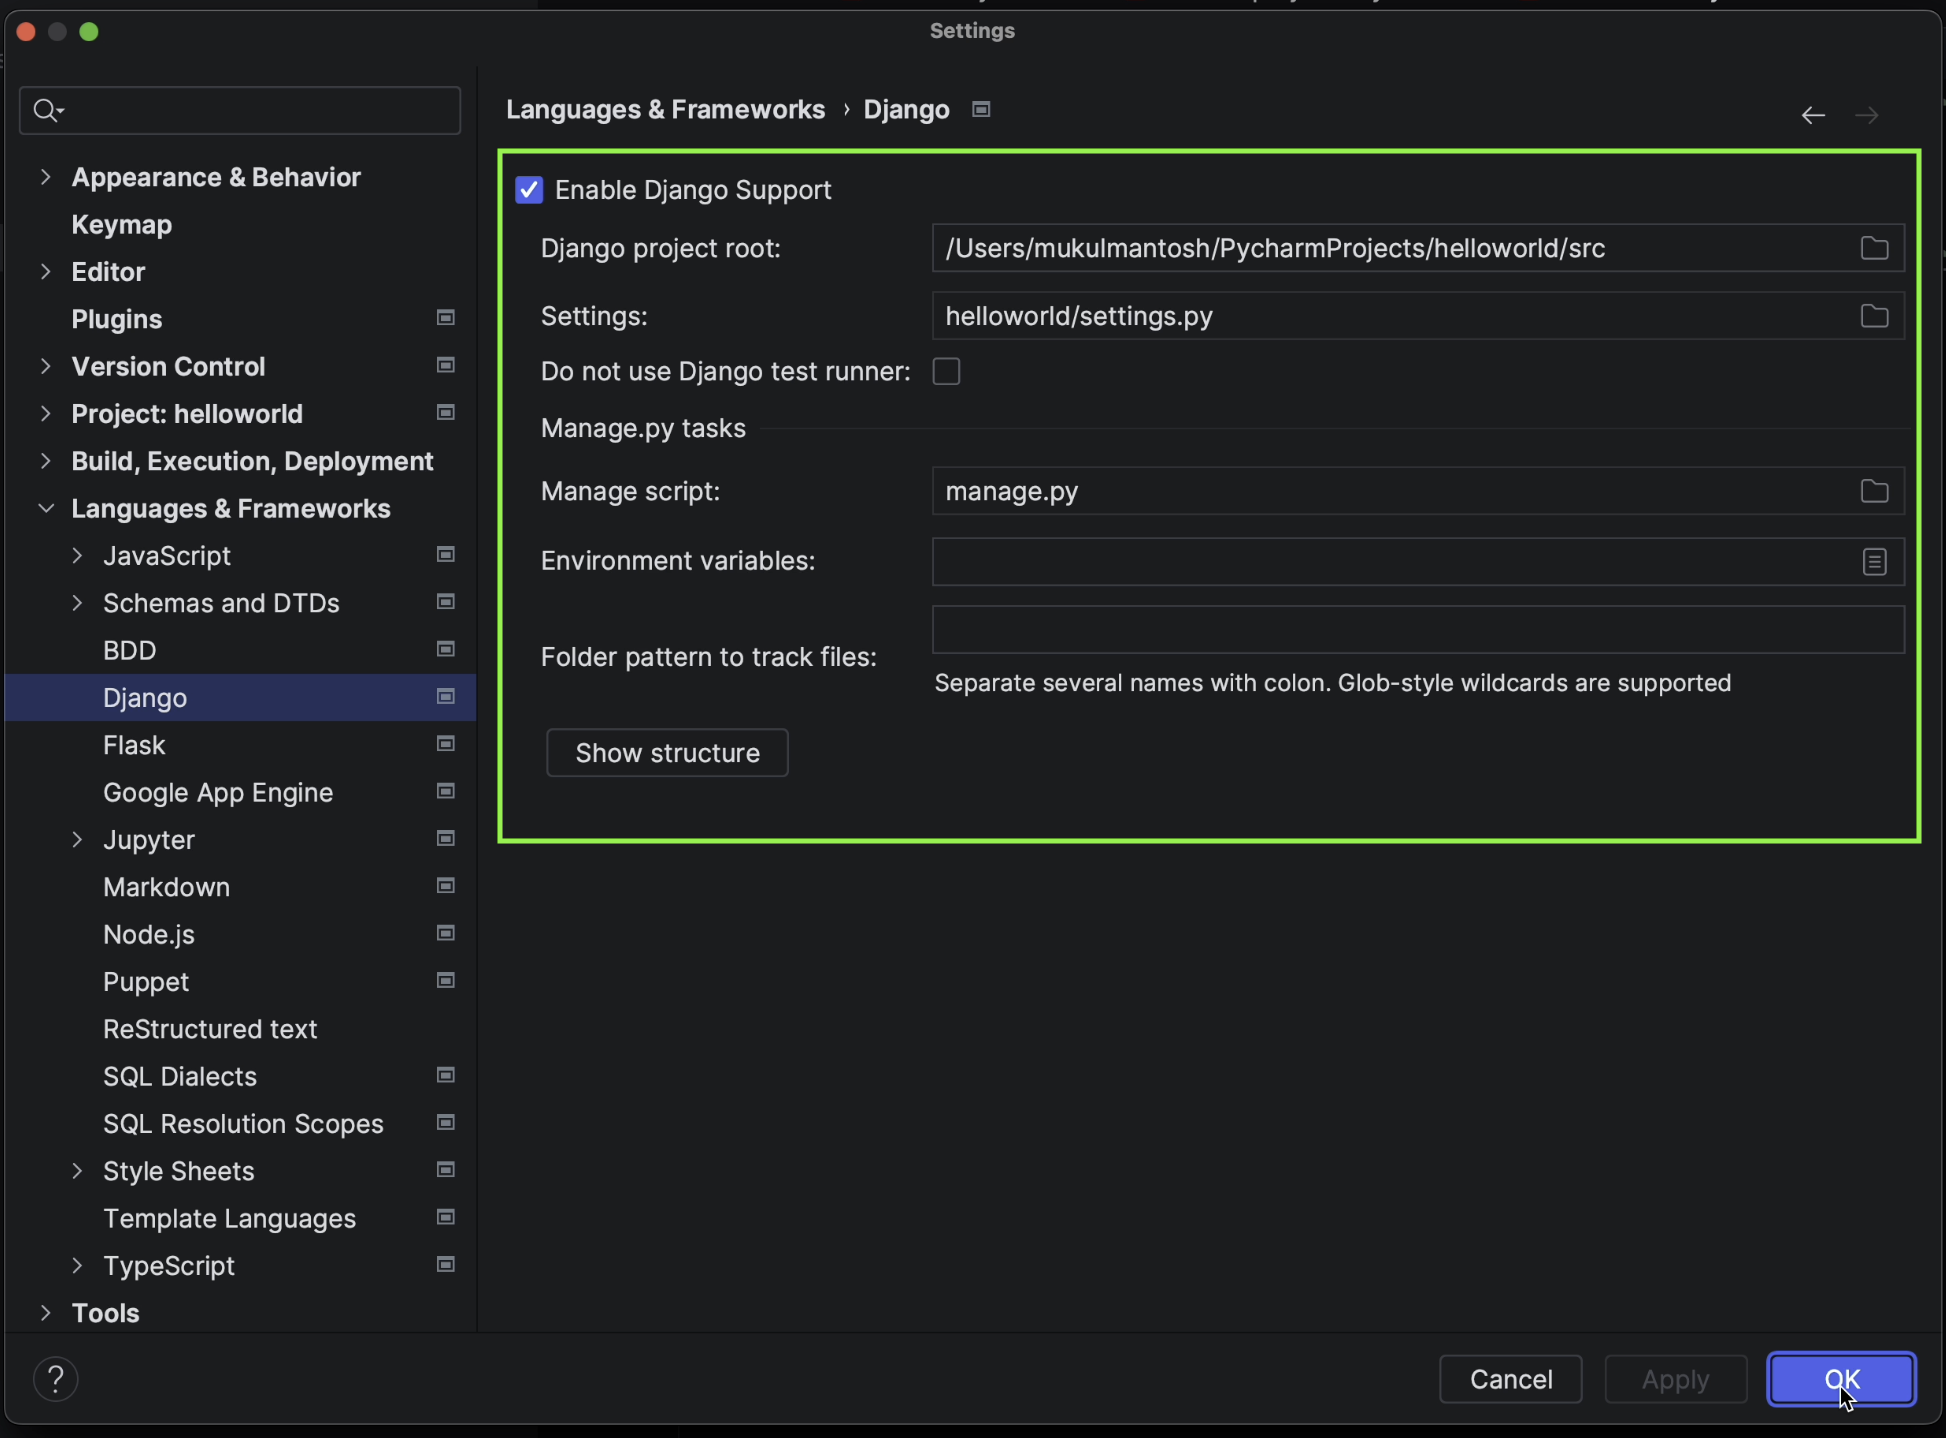 Settings
Languages & Frameworks › Django
Appearance & Behavior
Keymap
Editor
Plugins
Version Control
Project: helloworld
Build, Execution, Deployment
Languages & Frameworks
JavaScript
Schemas and DTDs
BDD
Django
Flask
Google App Engine
Jupyter
Markdown
Node.js
Puppet
ReStructured text
SQL Dialects
SQL Resolution Scopes
Style Sheets
Template Languages
TypeScript
Tools
Enable Django Support
Django project root: /Users/mukulmantosh/PycharmProjects/helloworld/src
Settings: helloworld/settings.py
Do not use Django test runner:
Manage.py tasks
Manage script: manage.py
Environment variables:
Folder pattern to track files:
Separate several names with colon. Glob-style wildcards are supported
Show structure
?
Cancel
Apply
OK